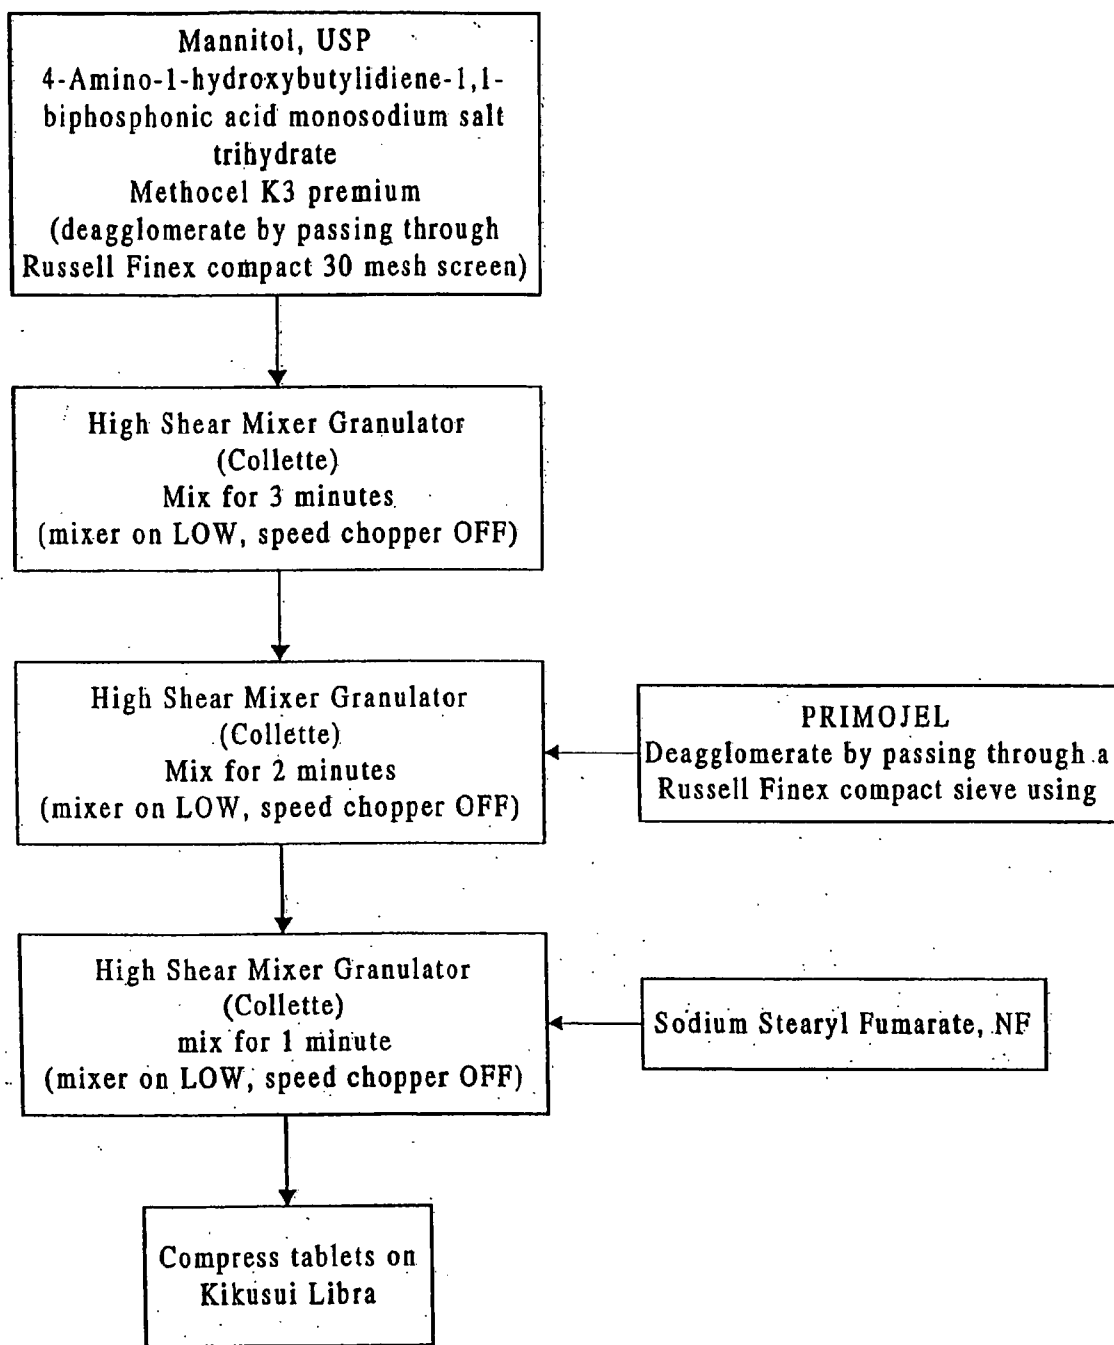 Mannitol, USP
4-Amino-1-hydroxybutylidiene-1,1-
biphosphonic acid monosodium salt
trihydrate
Methocel K3 premium
(deagglomerate by passing through
Russell Finex compact 30 mesh screen)
High Shear Mixer Granulator
(Collette)
Mix for 3 minutes
(mixer on LOW, speed chopper OFF)
High Shear Mixer Granulator
(Collette)
Mix for 2 minutes
(mixer on LOW, speed chopper OFF)
PRIMOJEL
Deagglomerate by passing through a
Russell Finex compact sieve using
High Shear Mixer Granulator
(Collette)
mix for 1 minute
(mixer on LOW, speed chopper OFF)
Sodium Stearyl Fumarate, NF
Compress tablets on
Kikusui Libra